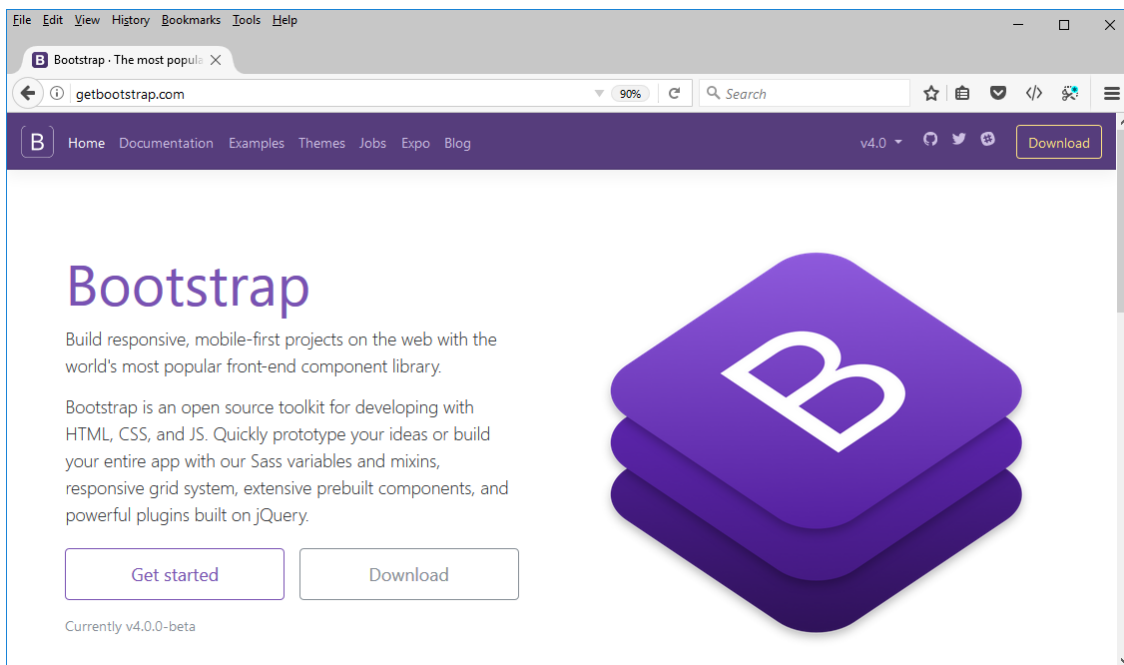 File Edit View History Bookmarks Tools Help
B Bootstrap · The most popula
getbootstrap.com 90% Search
B Home Documentation Examples Themes Jobs Expo Blog v4.0 Download
Bootstrap
Build responsive, mobile-first projects on the web with the
world's most popular front-end component library.
Bootstrap is an open source toolkit for developing with
HTML, CSS, and JS. Quickly prototype your ideas or build
your entire app with our Sass variables and mixins,
responsive grid system, extensive prebuilt components, and
powerful plugins built on jQuery.
B
Get started Download
Currently v4.0.0-beta